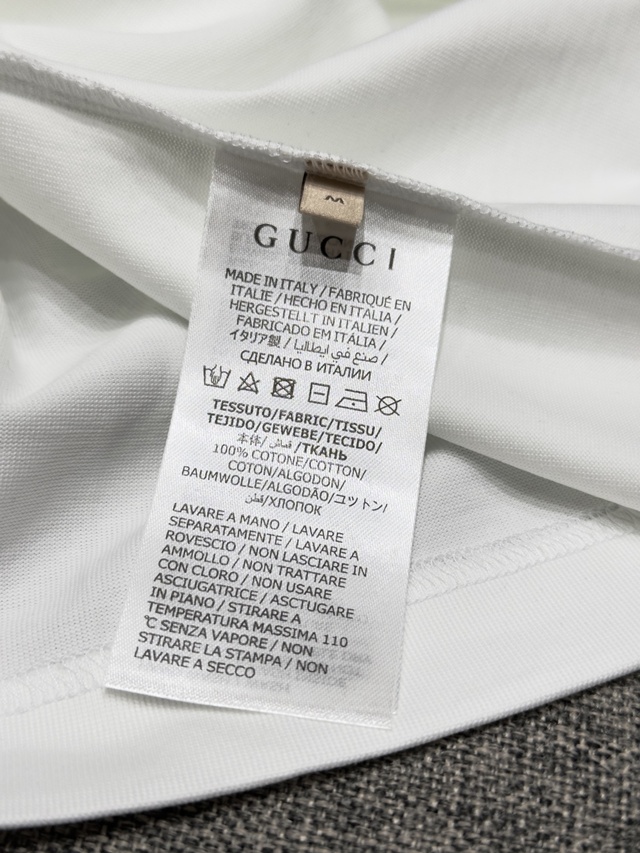 M
GUCCI
MADE IN ITALY / FABRIQUÉ EN
ITALIE / HECHO EN ITALIA /
HERGESTELLT IN ITALIEN /
FABRICADO EM ITÁLIA /
イタリア製 / صنع في ايطاليا /
СДЕЛАНО В ИТАЛИИ
TESSUTO/FABRIC/TISSU/
TEJIDO/GEWEBE/TECIDO/
本体/ قماش /ТКАНЬ
100% COTONE/COTTON/
COTON/ALGODON/
BAUMWOLLE/ALGODÃO/ユットン/
قطن/ХЛОПОК
LAVARE A MANO / LAVARE
SEPARATAMENTE / LAVARE A
ROVESCIO / NON LASCIARE IN
AMMOLLO / NON TRATTARE
CON CLORO / NON USARE
ASCIUGATRICE / ASCTUGARE
IN PIANO / STIRARE A
TEMPERATURA MASSIMA 110
℃ SENZA VAPORE / NON
STIRARE LA STAMPA / NON
LAVARE A SECCO